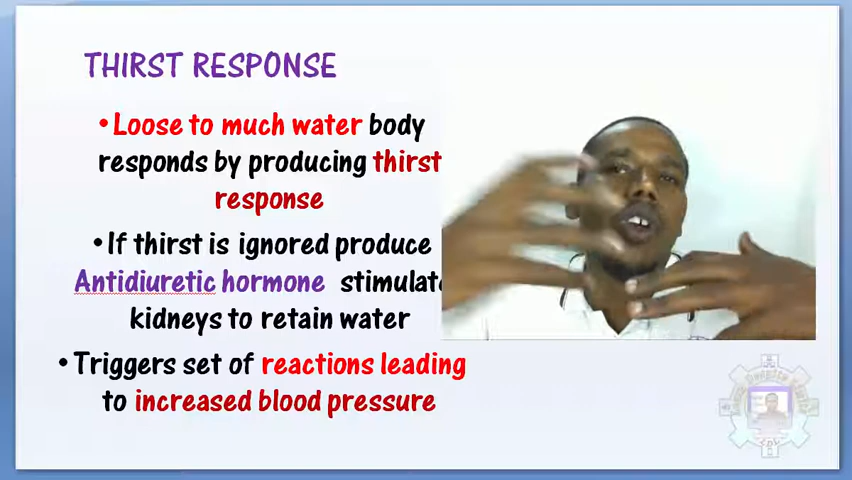 THIRST RESPONSE
•Loose to much water body
responds by producing thirst
response
•If thirst is ignored produce
Antidiuretic hormone stimulate
kidneys to retain water
•Triggers set of reactions leading
to increased blood pressure